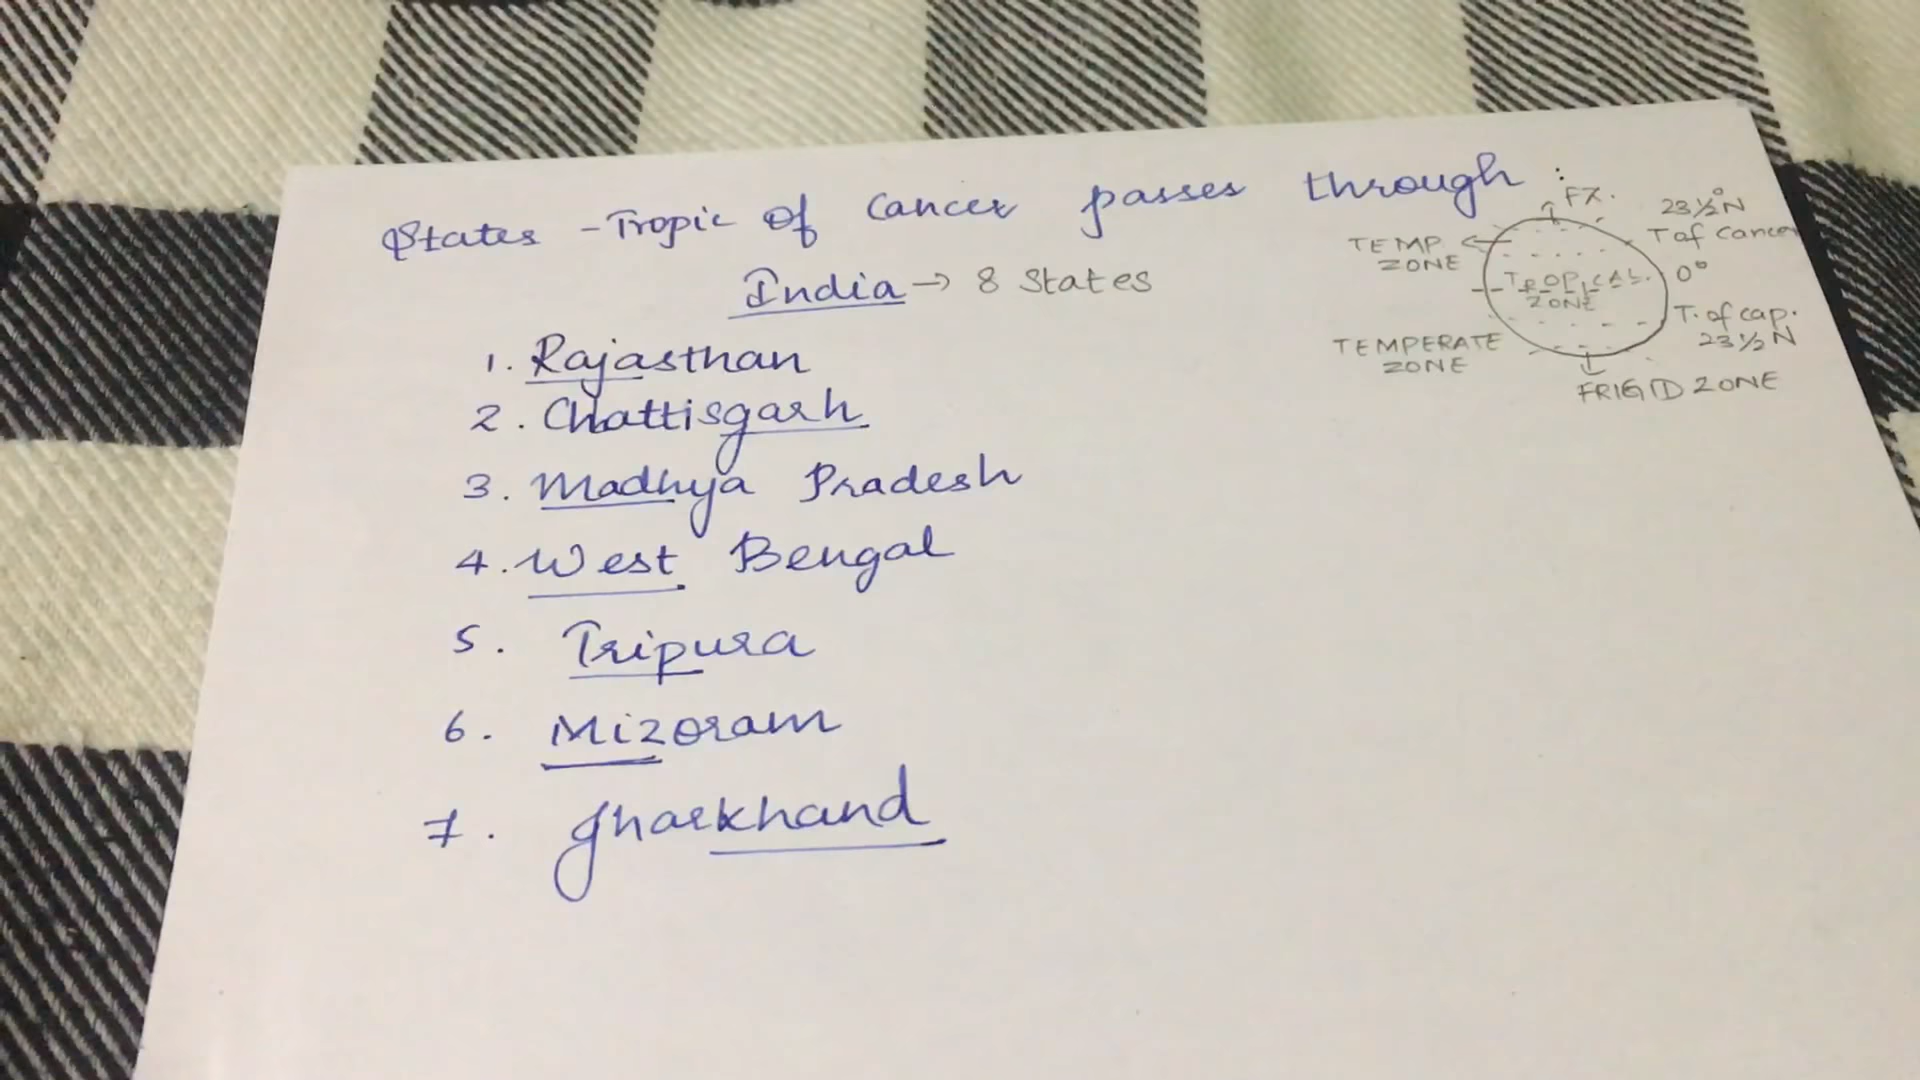 States - Tropic of Cancer passes through :
India → 8 States
1. Rajasthan
2. Chattisgarh
3. Madhya Pradesh
4. West Bengal
5. Tripura
6. Mizoram
7. Jharkhand
FZ.
23½°N
T of Cancer
TEMP ZONE
0°
TROPICAL ZONE
T. of cap.
23½ N
TEMPERATE ZONE
FRIGID ZONE